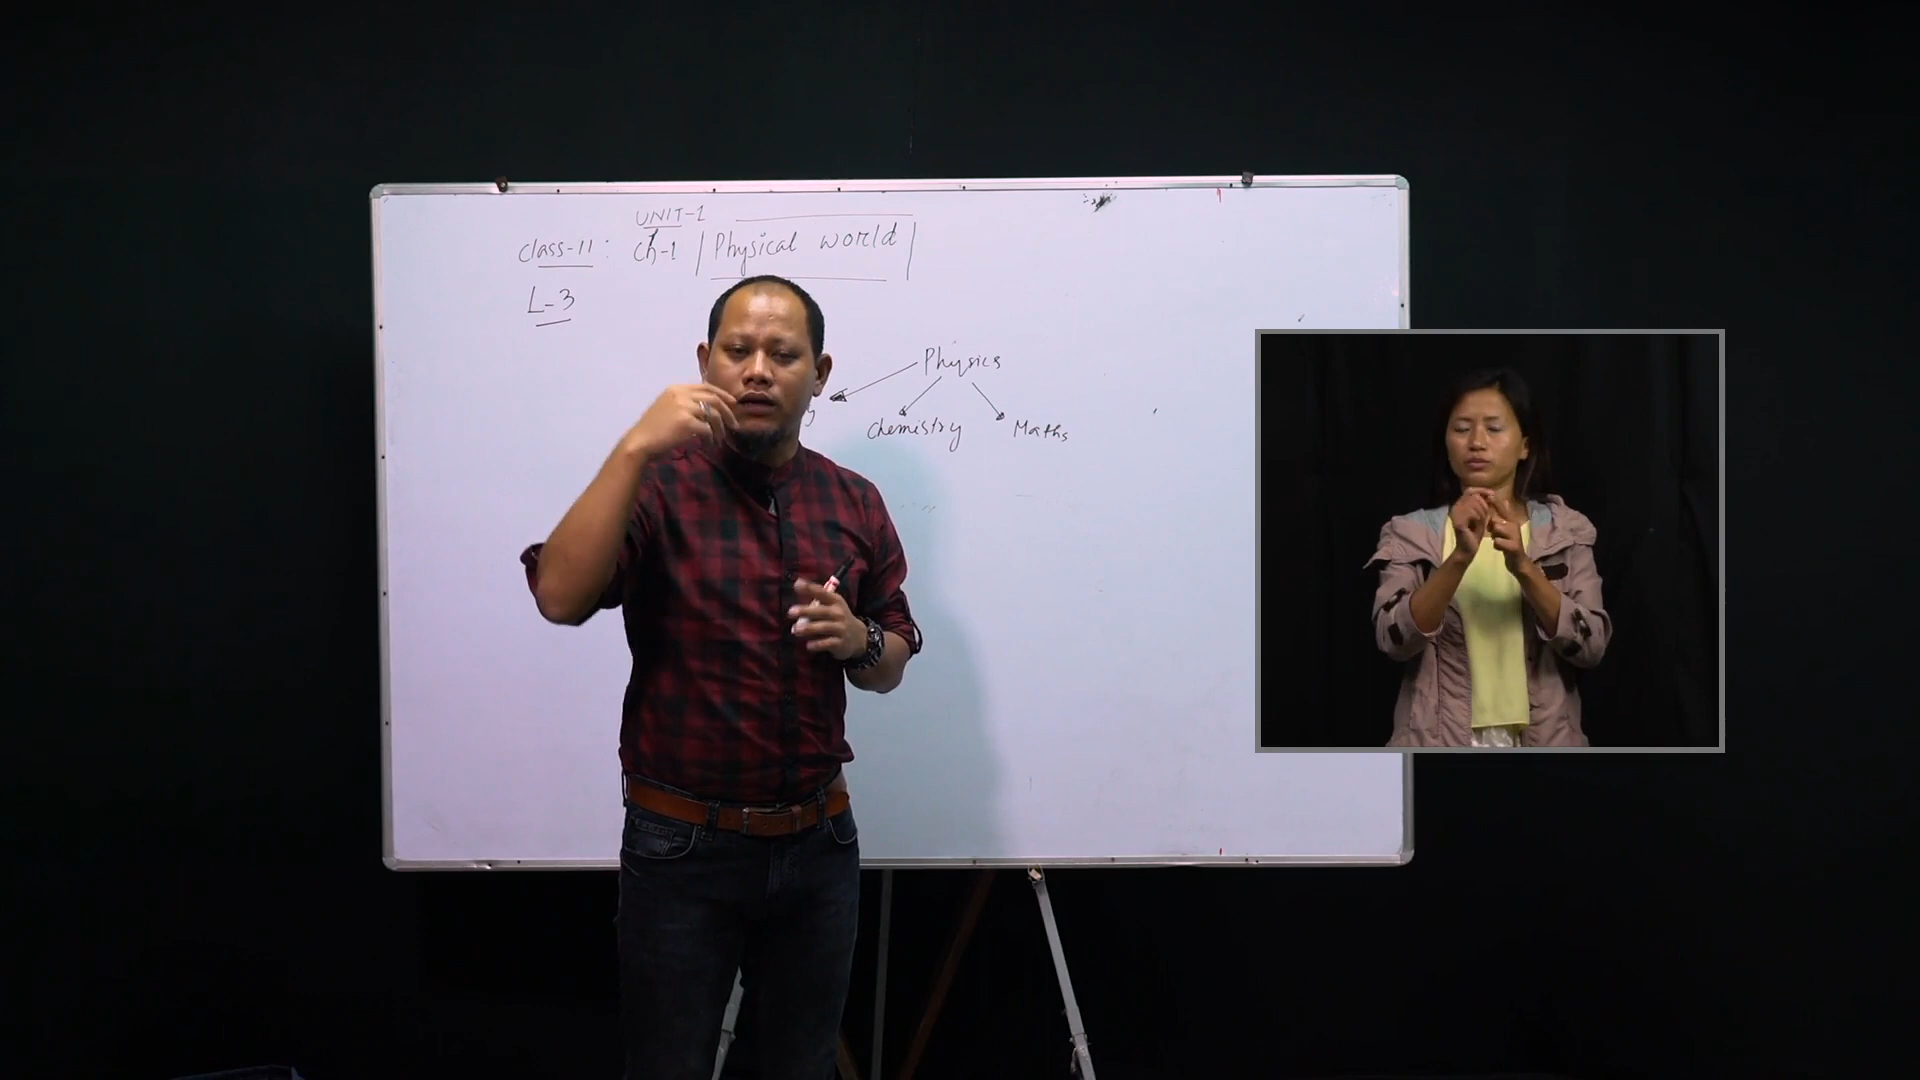 UNIT-1
Class-11: Ch-1 | Physical world |
L-3
Physics
Chemistry Maths